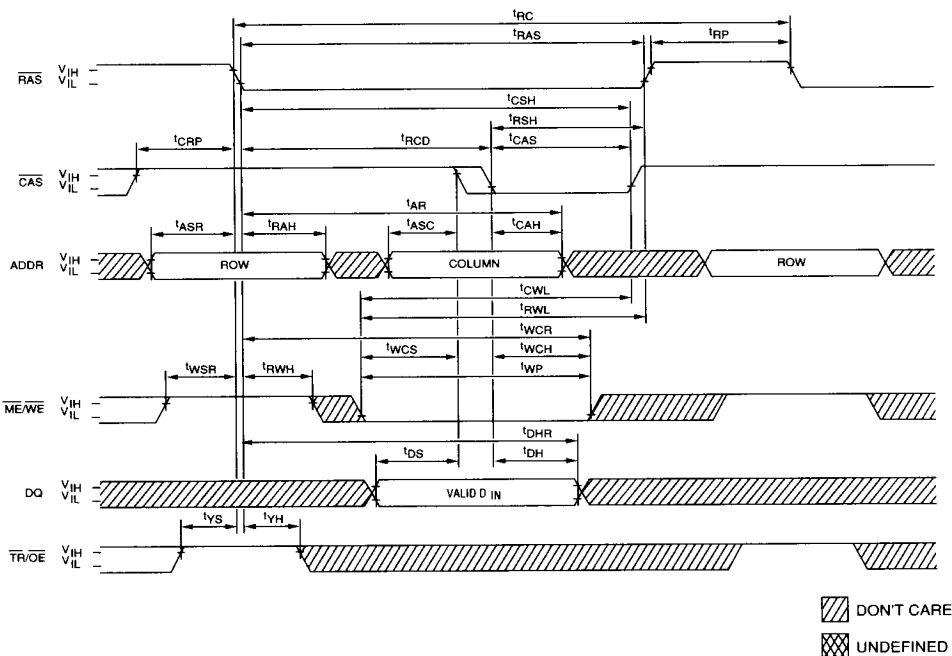 tRC
tRAS
tRP
RAS
VIH
VIL
tCSH
tRSH
tCRP
tRCD
tCAS
CAS
VIH
VIL
tAR
tASR
tRAH
tASC
tCAH
ADDR
VIH
VIL
ROW
COLUMN
ROW
tCWL
tRWL
tWCR
tWCS
tWCH
tWSR
tRWH
tWP
ME/WE
VIH
VIL
tDHR
tDS
tDH
DQ
VIH
VIL
VALID D IN
tYS
tYH
TR/OE
VIH
VIL
DON'T CARE
UNDEFINED